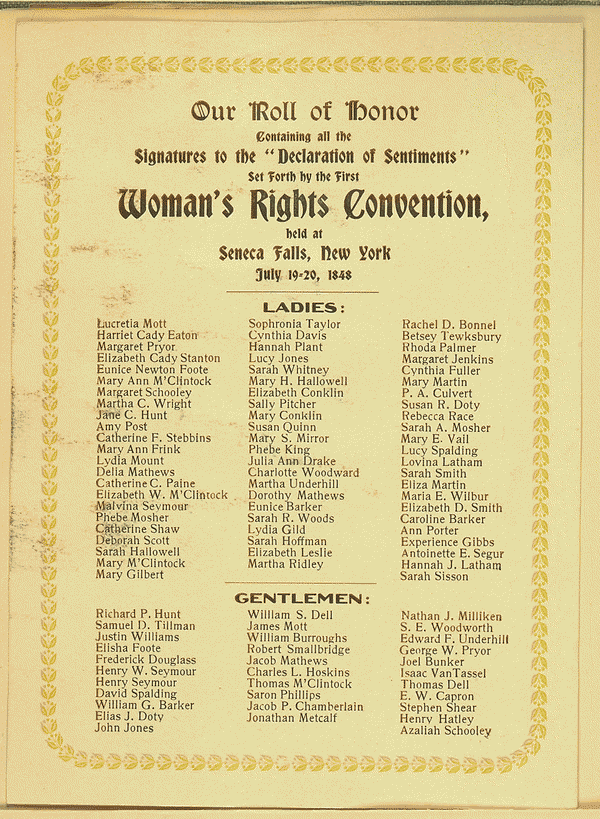 Our Roll of Honor
Containing all the
Signatures to the "Declaration of Sentiments"
Set Forth by the First
Woman's Rights Convention,
held at
Seneca Falls, New York
July 19-20, 1848
LADIES:
Lucretia Mott
Harriet Cady Eaton
Margaret Pryor
Elizabeth Cady Stanton
Eunice Newton Foote
Mary Ann M'Clintock
Margaret Schooley
Martha C. Wright
Jane C. Hunt
Amy Post
Catherine F. Stebbins
Mary Ann Frink
Lydia Mount
Delia Mathews
Catherine C. Paine
Elizabeth W. M'Clintock
Malvina Seymour
Phebe Mosher
Catherine Shaw
Deborah Scott
Sarah Hallowell
Mary M'Clintock
Mary Gilbert
Sophronia Taylor
Cynthia Davis
Hannah Plant
Lucy Jones
Sarah Whitney
Mary H. Hallowell
Elizabeth Conklin
Sally Pitcher
Mary Conklin
Susan Quinn
Mary S. Mirror
Phebe King
Julia Ann Drake
Charlotte Woodward
Martha Underhill
Dorothy Mathews
Eunice Barker
Sarah R. Woods
Lydia Gild
Sarah Hoffman
Elizabeth Leslie
Martha Ridley
Rachel D. Bonnel
Betsey Tewksbury
Rhoda Palmer
Margaret Jenkins
Cynthia Fuller
Mary Martin
P. A. Culvert
Susan R. Doty
Rebecca Race
Sarah A. Mosher
Mary E. Vail
Lucy Spalding
Lovina Latham
Sarah Smith
Eliza Martin
Maria E. Wilbur
Elizabeth D. Smith
Caroline Barker
Ann Porter
Experience Gibbs
Antoinette E. Segur
Hannah J. Latham
Sarah Sisson
GENTLEMEN:
Richard P. Hunt
Samuel D. Tillman
Justin Williams
Elisha Foote
Frederick Douglass
Henry W. Seymour
Henry Seymour
David Spalding
William G. Barker
Elias J. Doty
John Jones
William S. Dell
James Mott
William Burroughs
Robert Smallbridge
Jacob Mathews
Charles L. Hoskins
Thomas M'Clintock
Saron Phillips
Jacob P. Chamberlain
Jonathan Metcalf
Nathan J. Milliken
S. E. Woodworth
Edward F. Underhill
George W. Pryor
Joel Bunker
Isaac VanTassel
Thomas Dell
E. W. Capron
Stephen Shear
Henry Hatley
Azaliah Schooley